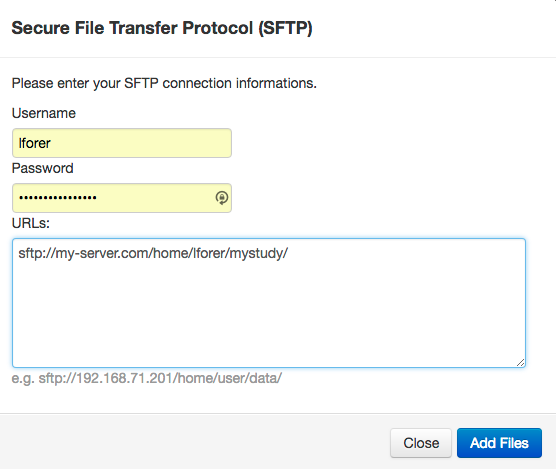 Secure File Transfer Protocol (SFTP)
Please enter your SFTP connection informations.
Username
lforer
Password
••••••••••••••••
URLs:
sftp://my-server.com/home/lforer/mystudy/
e.g. sftp://192.168.71.201/home/user/data/
Close Add Files